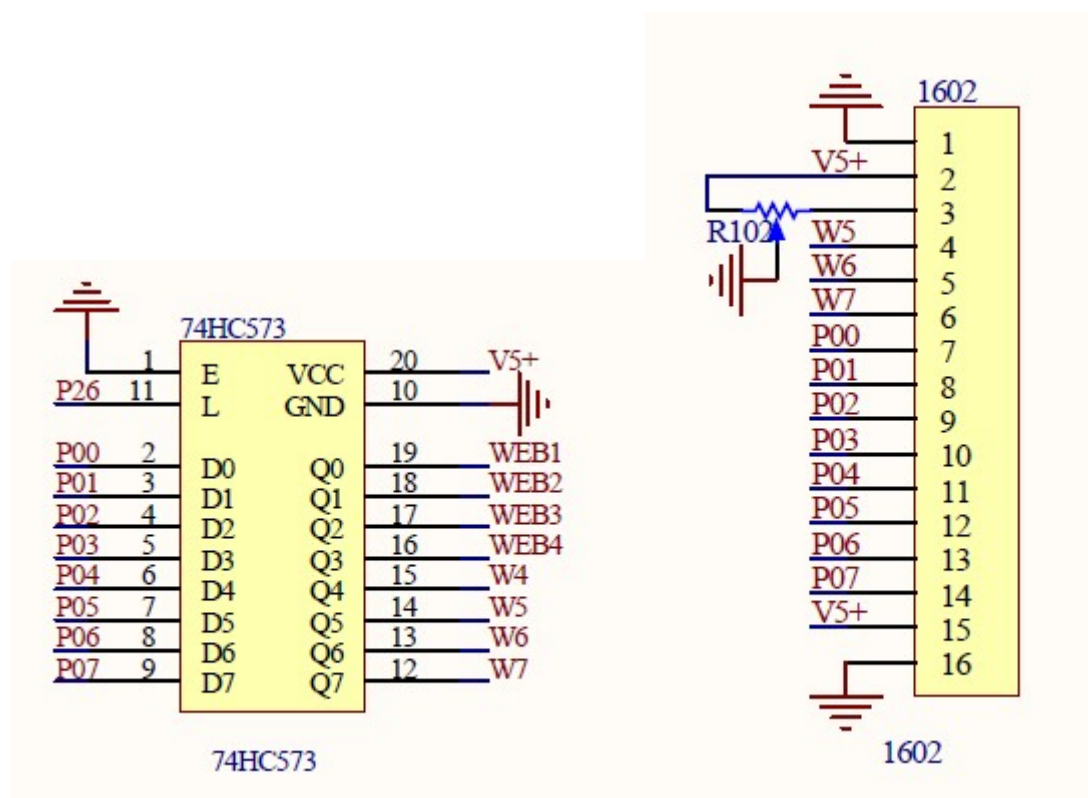 74HC573
1 E VCC 20 V5+
P26 11 L GND 10
P00 2 D0 Q0 19 WEB1
P01 3 D1 Q1 18 WEB2
P02 4 D2 Q2 17 WEB3
P03 5 D3 Q3 16 WEB4
P04 6 D4 Q4 15 W4
P05 7 D5 Q5 14 W5
P06 8 D6 Q6 13 W6
P07 9 D7 Q7 12 W7
74HC573
1602
1
V5+ 2
3
R102
W5 4
W6 5
W7 6
P00 7
P01 8
P02 9
P03 10
P04 11
P05 12
P06 13
P07 14
V5+ 15
16
1602